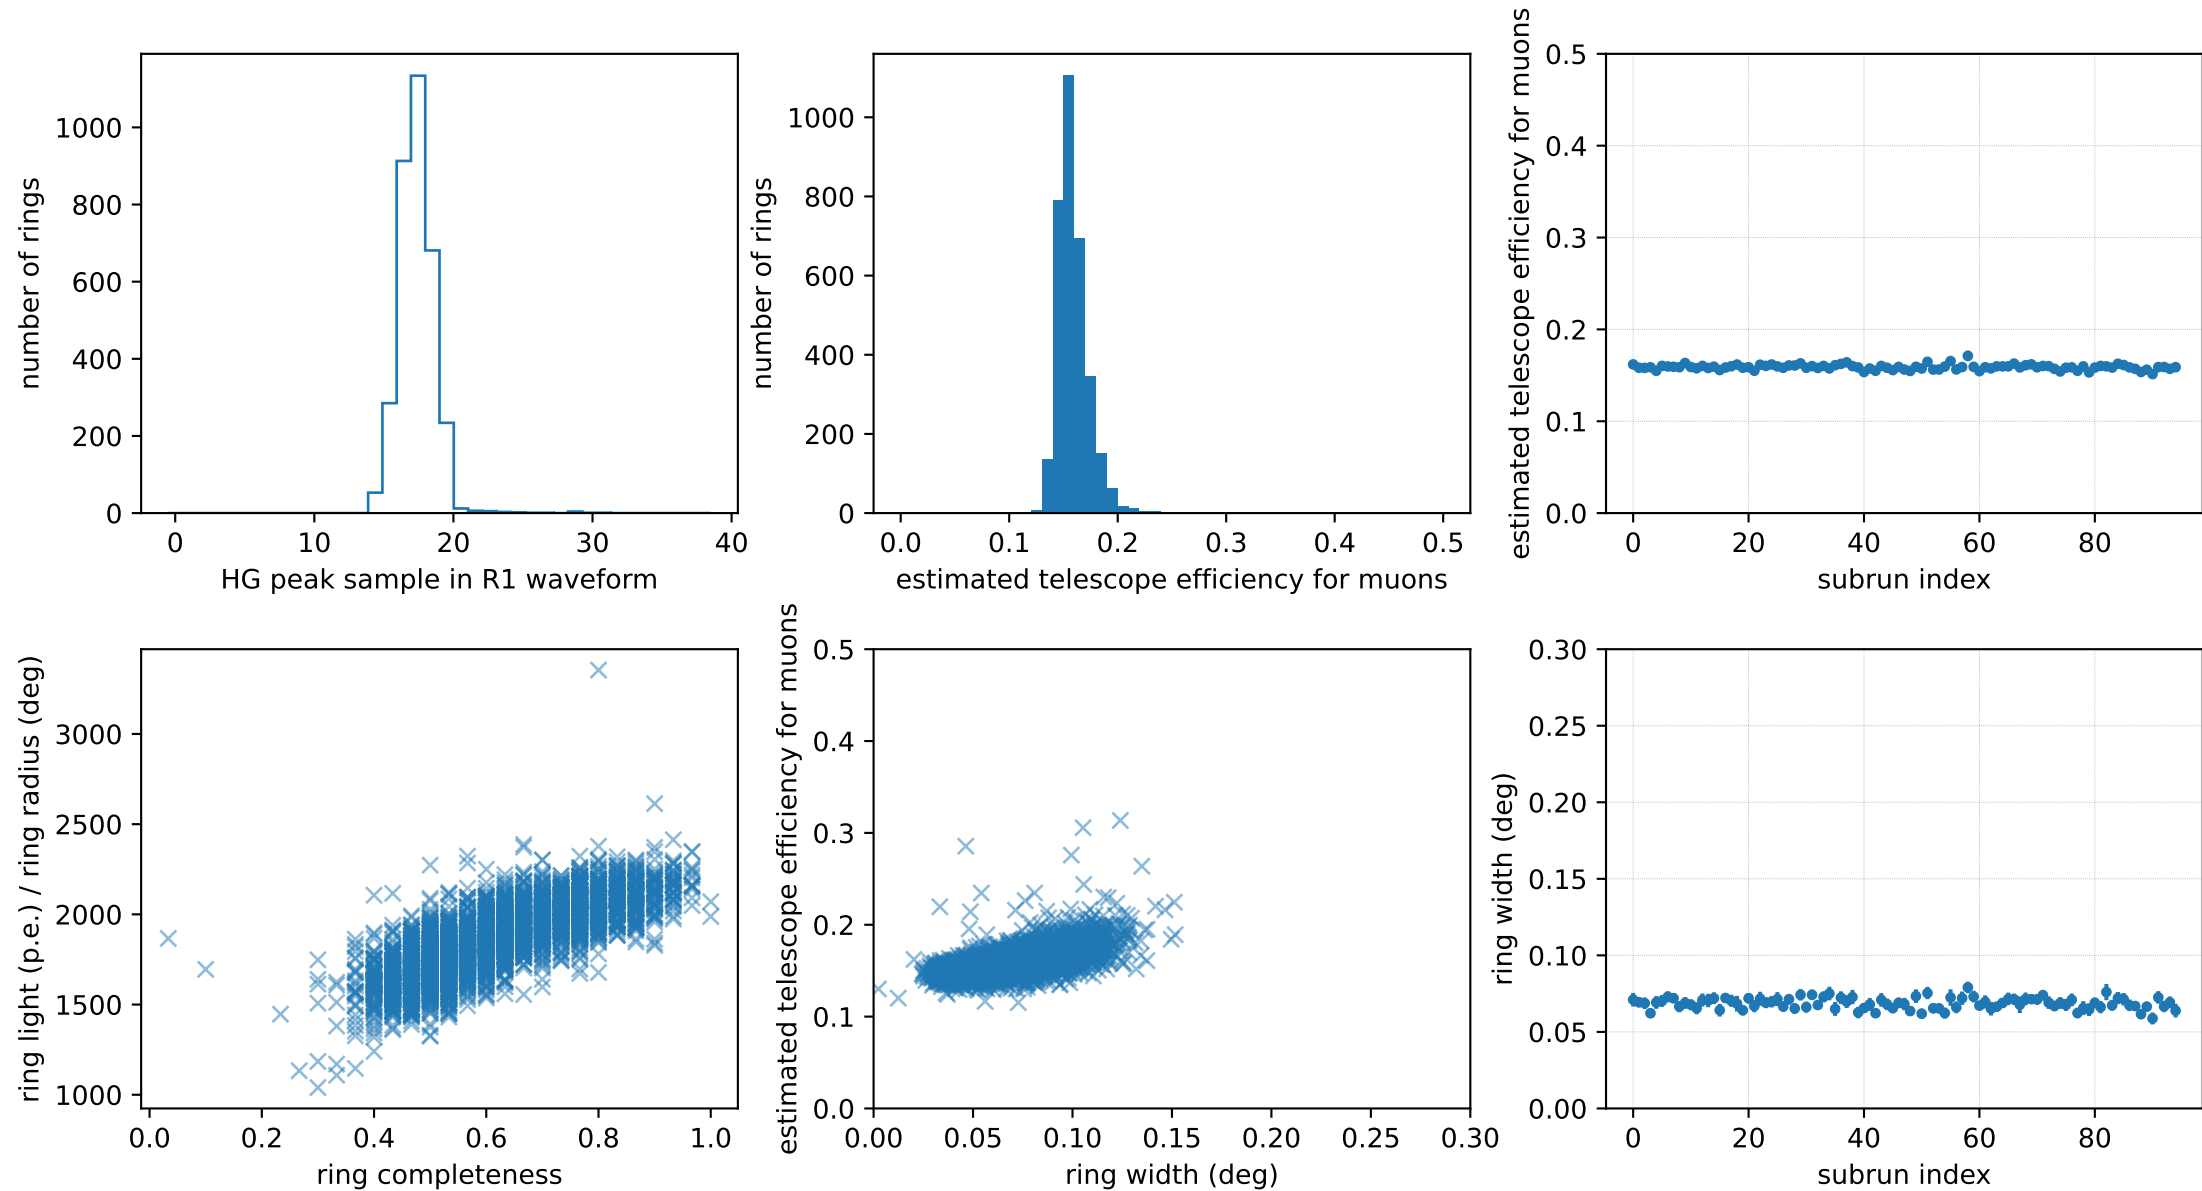 number of rings
1000
800
600
400
200
0
0 10 20 30 40
HG peak sample in R1 waveform
number of rings
1000
800
600
400
200
0
0.0 0.1 0.2 0.3 0.4 0.5
estimated telescope efficiency for muons
estimated telescope efficiency for muons
0.5
0.4
0.3
0.2
0.1
0.0
0 20 40 60 80
subrun index
ring light (p.e.) / ring radius (deg)
3000
2500
2000
1500
1000
0.0 0.2 0.4 0.6 0.8 1.0
ring completeness
estimated telescope efficiency for muons
0.5
0.4
0.3
0.2
0.1
0.0
0.00 0.05 0.10 0.15 0.20 0.25 0.30
ring width (deg)
ring width (deg)
0.30
0.25
0.20
0.15
0.10
0.05
0.00
0 20 40 60 80
subrun index